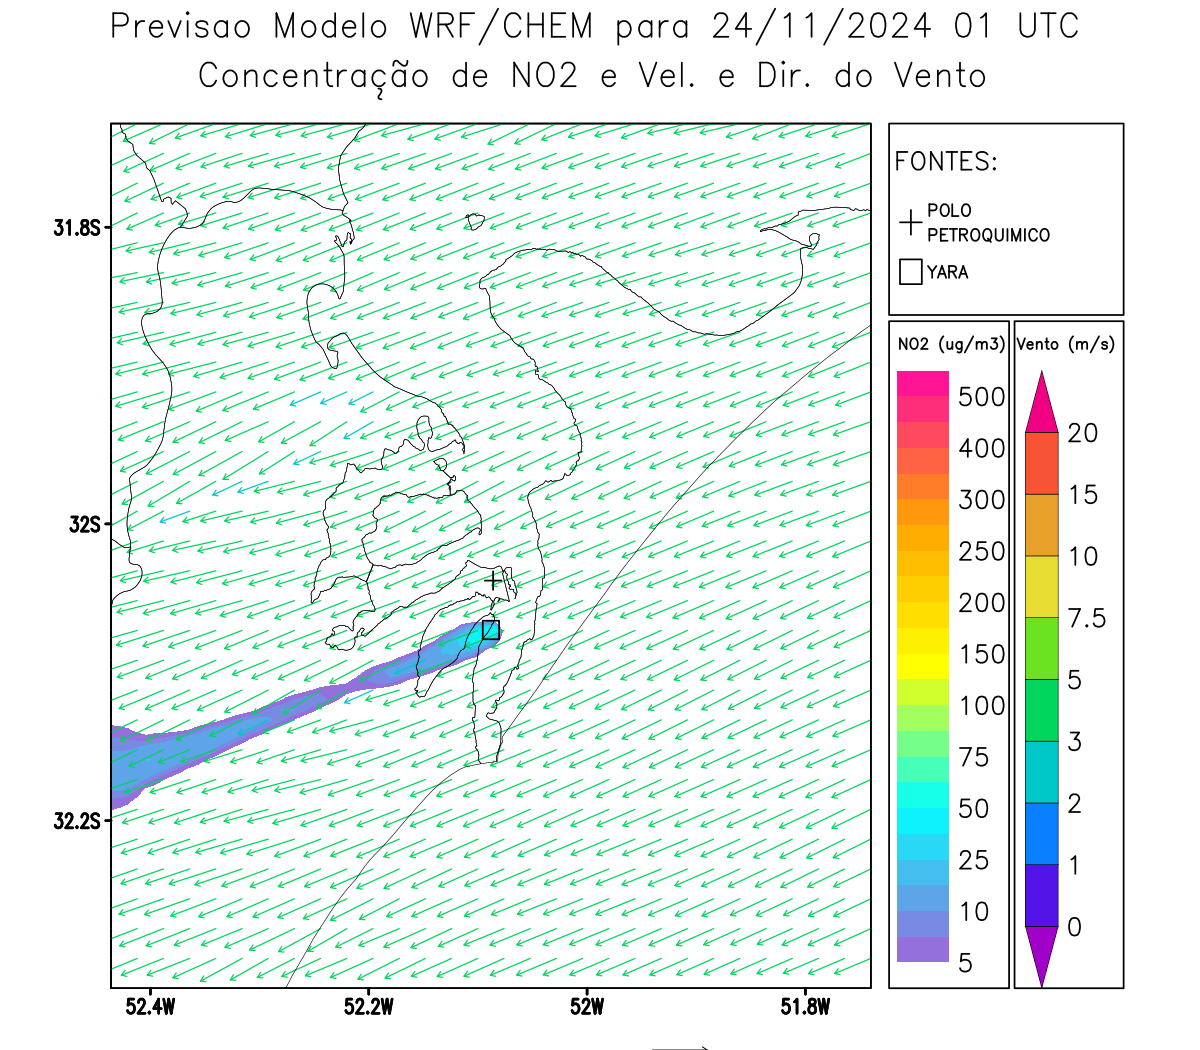 Previsao Modelo WRF/CHEM para 24/11/2024 01 UTC
Concentração de NO2 e Vel. e Dir. do Vento
FONTES:
POLO
PETROQUIMICO
YARA
NO2 (ug/m3)
500
400
300
250
200
150
100
75
50
25
10
5
Vento (m/s)
20
15
10
7.5
5
3
2
1
0
31.8S
32S
32.2S
52.4W
52.2W
52W
51.8W